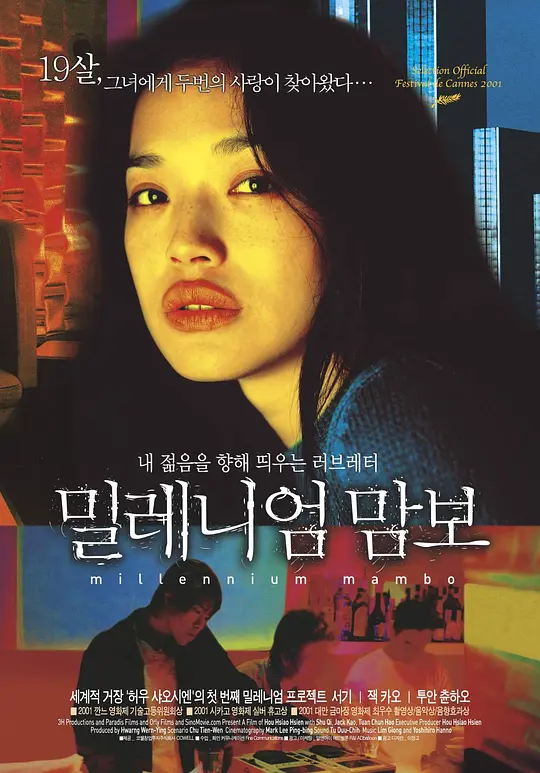 19살, 그녀에게 두번의 사랑이 찾아왔다···
Sélection Official
Festival de Cannes 2001
내 젊음을 향해 띄우는 러브레터
밀레니엄 맘보
millennium mambo
세계적 거장 '허우 샤오시엔'의 첫 번째 밀레니엄 프로젝트 서기 | 잭 카오 | 투안 츈하오
2001 깐느 영화제 기술고등위원회상 2001 시카고 영화제 실버 휴고상 2001 대만 금마장 영화제 최우수 촬영상/음악상/음향효과상
3H Productions and Paradis Films and Orly Films and SinoMovie.com Present A Film of Hou Hsiao Hsien with Shu Qi, Jack Kao, Tuan Chun Hao Executive Producer Hou Hsiao Hsien
Produced by Hwarng Wern-Ying Scenario Chu Tien-Wen Cinematography Mark Lee Ping-bing Sound Tu Duu-Chih Music Lim Giong and Yoshihiro Hanno